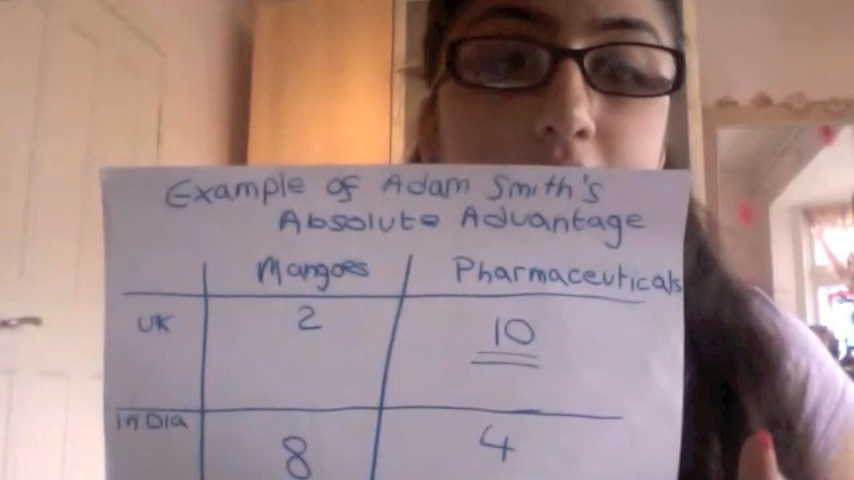 Example of Adam Smith's
Absolute Advantage
Mangoes Pharmaceuticals
UK 2 10
INDIA 8 4